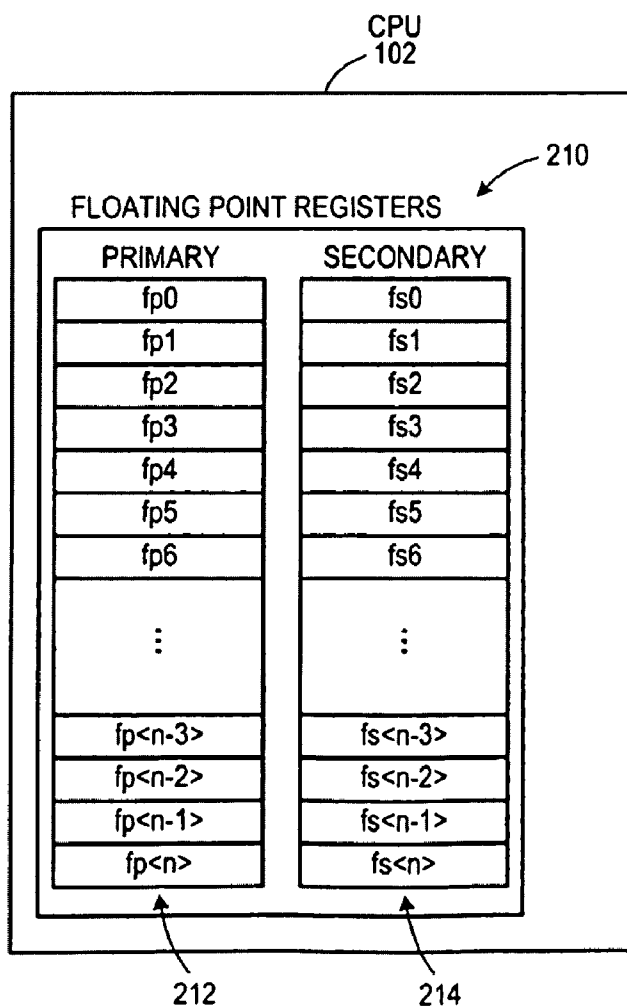 CPU
102
210
FLOATING POINT REGISTERS
PRIMARY SECONDARY
fp0 fs0
fp1 fs1
fp2 fs2
fp3 fs3
fp4 fs4
fp5 fs5
fp6 fs6
⋮ ⋮
fp<n-3> fs<n-3>
fp<n-2> fs<n-2>
fp<n-1> fs<n-1>
fp<n> fs<n>
212 214